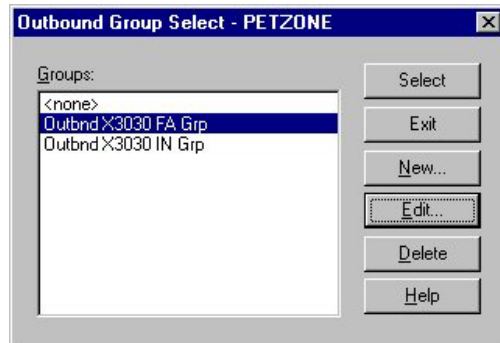 Outbound Group Select - PETZONE
Groups:
Select
<none>
Outbnd X3030 FA Grp
Exit
Outbnd X3030 IN Grp
New...
Edit...
Delete
Help